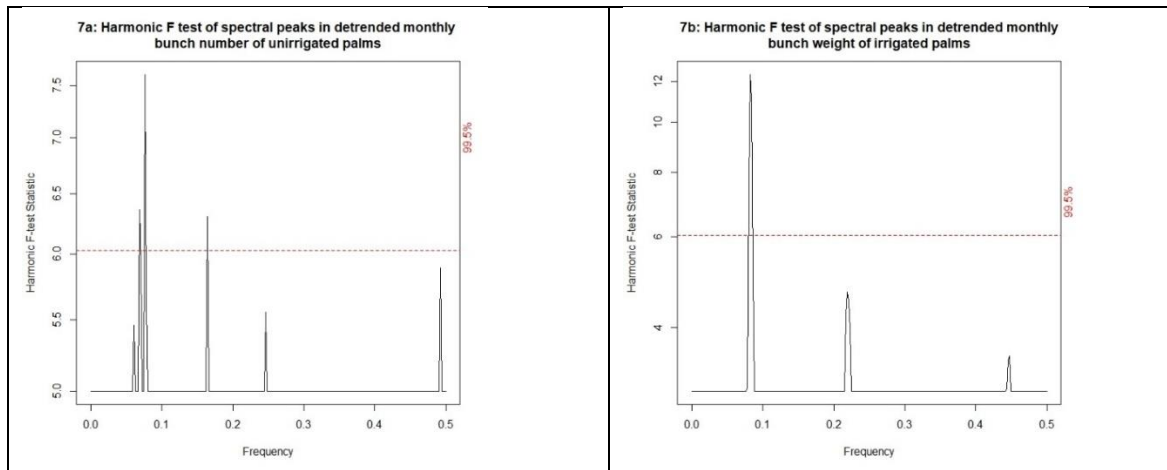 7a: Harmonic F test of spectral peaks in detrended monthly
bunch number of unirrigated palms
7.5
7.0
6.5
6.0
5.5
5.0
Harmonic F-test Statistic
99.5%
0.0 0.1 0.2 0.3 0.4 0.5
Frequency
7b: Harmonic F test of spectral peaks in detrended monthly
bunch weight of irrigated palms
12
10
8
6
4
Harmonic F-test Statistic
99.5%
0.0 0.1 0.2 0.3 0.4 0.5
Frequency